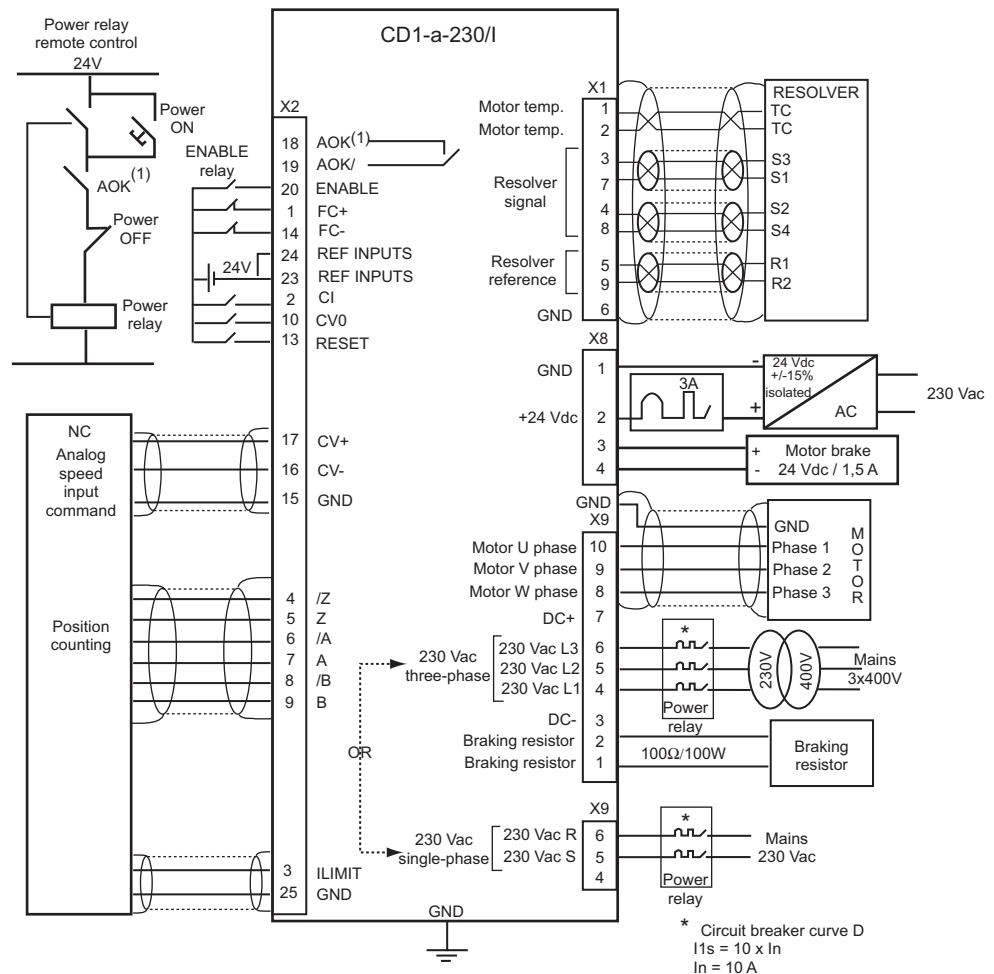 CD1-a-230/I
Power relay
remote control
24V
Power
ON
AOK(1)
Power
OFF
Power
relay
ENABLE
relay
24V
X2
18 AOK(1)
19 AOK/
20 ENABLE
1 FC+
14 FC-
24 REF INPUTS
23 REF INPUTS
2 CI
10 CV0
13 RESET
NC
Analog
speed
input
command
17 CV+
16 CV-
15 GND
Position
counting
4 /Z
5 Z
6 /A
7 A
8 /B
9 B
3 ILIMIT
25 GND
X1
Motor temp. 1
Motor temp. 2
Resolver
signal
3
7
4
8
Resolver
reference
5
9
GND 6
RESOLVER
TC
TC
S3
S1
S2
S4
R1
R2
X8
GND 1
+24 Vdc 2
3
4
3A
-
+
24 Vdc
+/-15%
isolated
AC
230 Vac
+ Motor brake
- 24 Vdc / 1,5 A
GND
X9
Motor U phase 10
Motor V phase 9
Motor W phase 8
DC+ 7
GND
Phase 1
Phase 2
Phase 3
MOTOR
230 Vac
three-phase
230 Vac L3 6
230 Vac L2 5
230 Vac L1 4
*
Power
relay
230V
400V
Mains
3x400V
DC- 3
Braking resistor 2
Braking resistor 1
100Ω/100W
Braking
resistor
OR
X9
230 Vac
single-phase
230 Vac R 6
230 Vac S 5
4
*
Power
relay
Mains
230 Vac
GND
* Circuit breaker curve D
I1s = 10 x In
In = 10 A